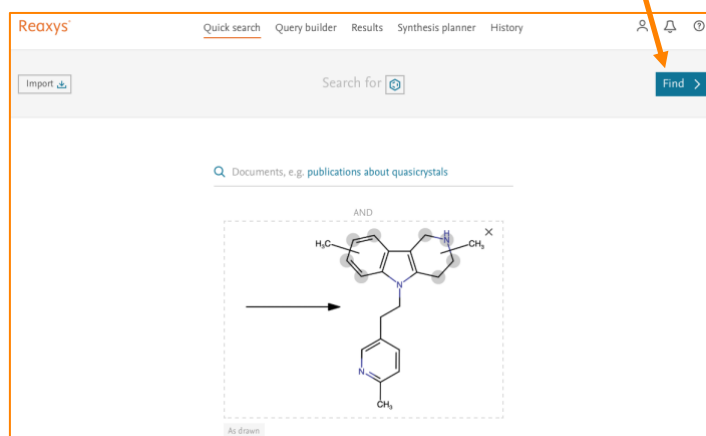 Reaxys
Quick search Query builder Results Synthesis planner History
Import
Search for
Find
Documents, e.g. publications about quasicrystals
AND
H
N
H₃C
CH₃
N
N
CH₃
As drawn